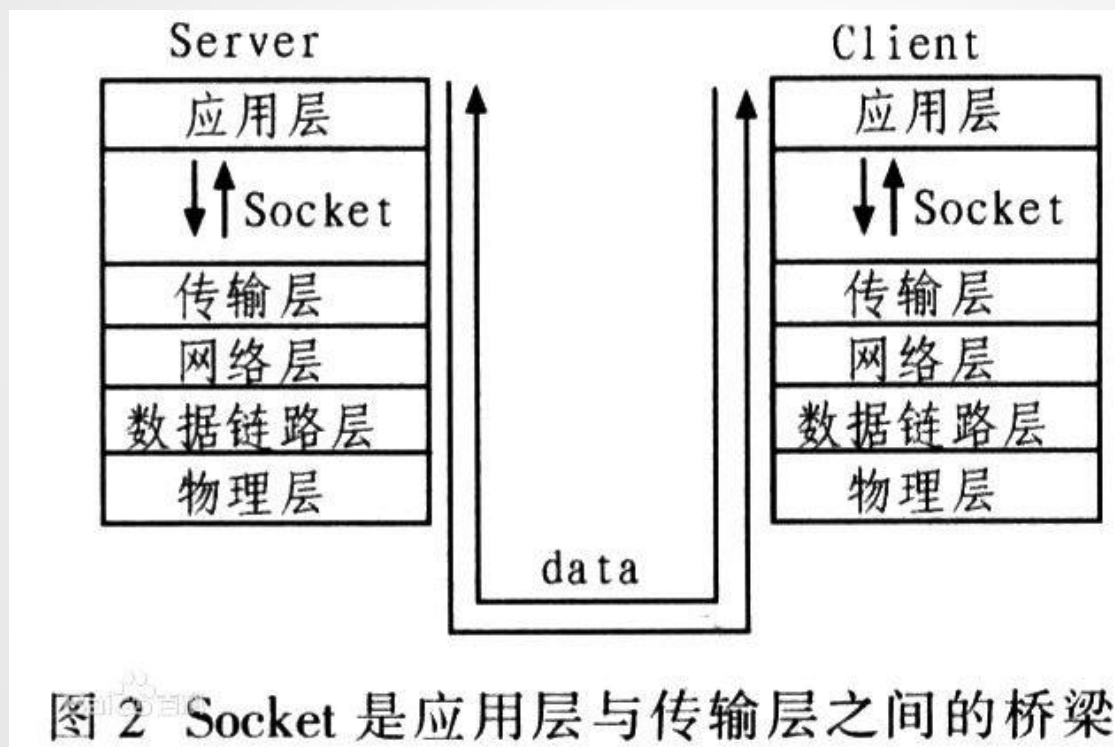 Server
应用层
Socket
传输层
网络层
数据链路层
物理层
Client
应用层
Socket
传输层
网络层
数据链路层
物理层
data
图 2 Socket 是应用层与传输层之间的桥梁